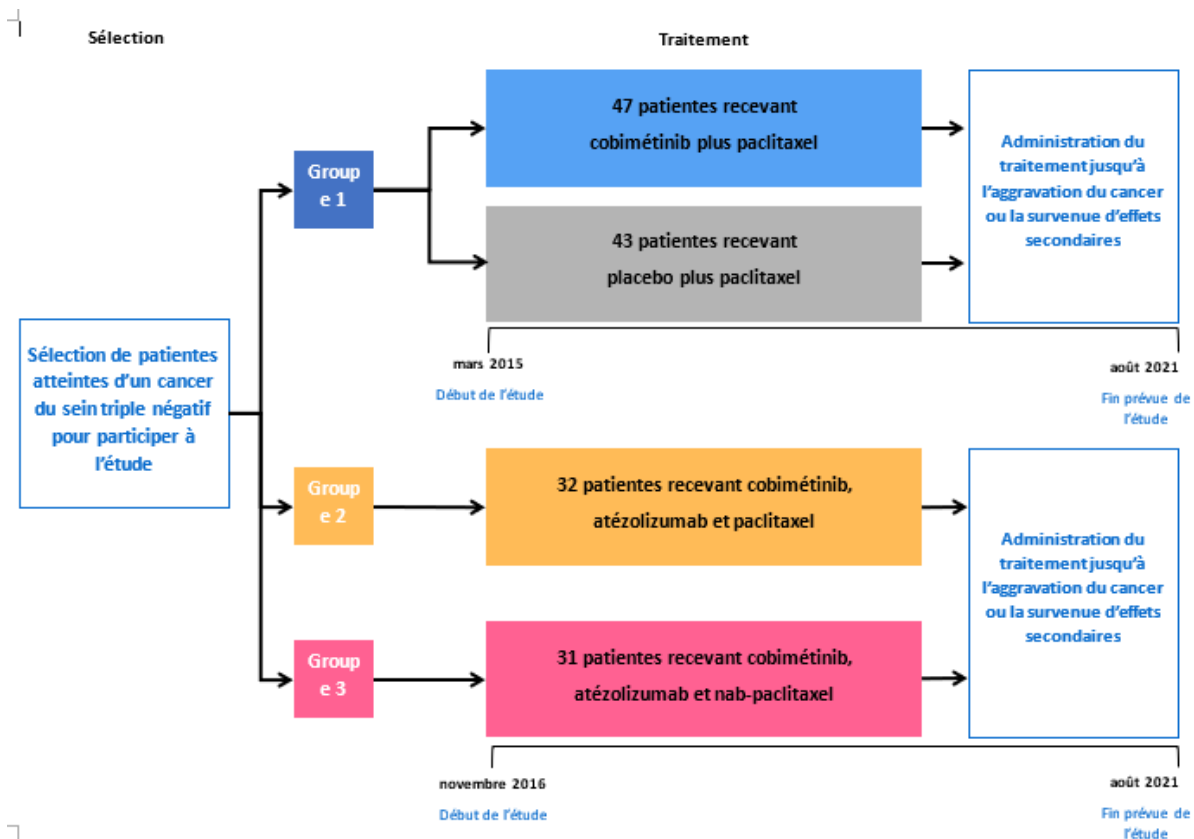 Sélection
Traitement
Sélection de patientes
atteintes d'un cancer
du sein triple négatif
pour participer à
l'étude
Group
e 1
47 patientes recevant
cobimétinib plus paclitaxel
43 patientes recevant
placebo plus paclitaxel
Administration du
traitement jusqu'à
l'aggravation du cancer
ou la survenue d'effets
secondaires
mars 2015
Début de l'étude
août 2021
Fin prévue de
l'étude
Group
e 2
32 patientes recevant cobimétinib,
atézolizumab et paclitaxel
Group
e 3
31 patientes recevant cobimétinib,
atézolizumab et nab-paclitaxel
Administration du
traitement jusqu'à
l'aggravation du cancer
ou la survenue d'effets
secondaires
novembre 2016
Début de l'étude
août 2021
Fin prévue de
l'étude